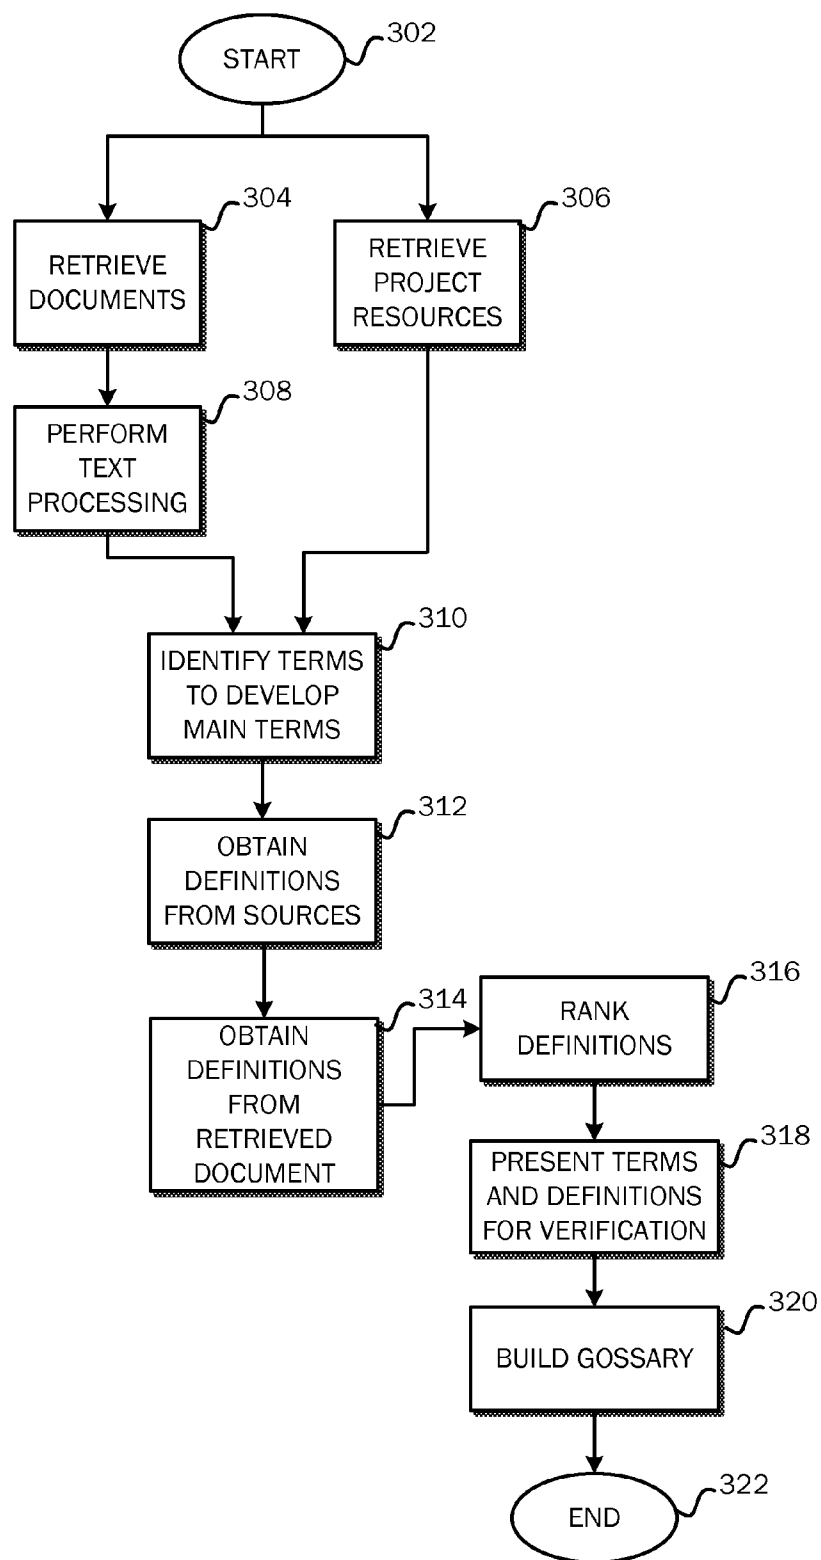 START
302
304
RETRIEVE
DOCUMENTS
306
RETRIEVE
PROJECT
RESOURCES
308
PERFORM
TEXT
PROCESSING
310
IDENTIFY TERMS
TO DEVELOP
MAIN TERMS
312
OBTAIN
DEFINITIONS
FROM SOURCES
314
OBTAIN
DEFINITIONS
FROM
RETRIEVED
DOCUMENT
316
RANK
DEFINITIONS
318
PRESENT TERMS
AND DEFINITIONS
FOR VERIFICATION
320
BUILD GOSSARY
322
END